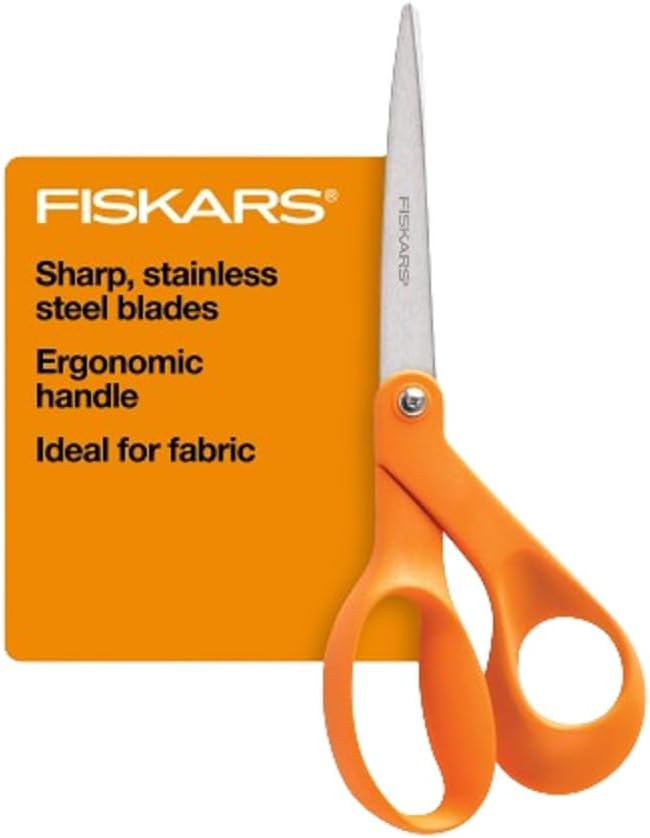 FISKARS®
Sharp, stainless
steel blades
Ergonomic
handle
Ideal for fabric
FISKARS®